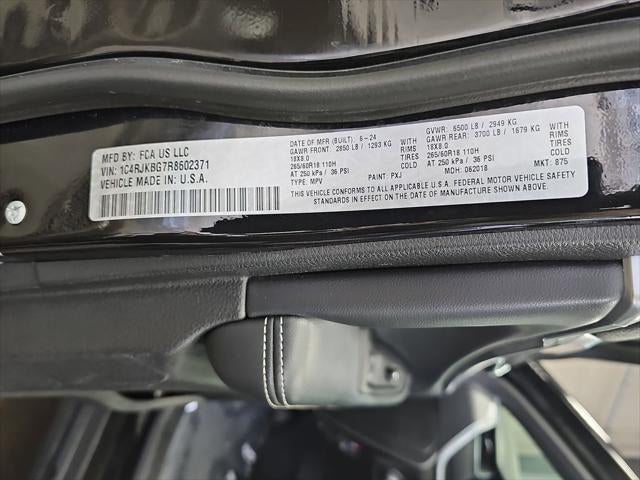 MFD BY: FCA US LLC
VIN: 1C4RJKBG7R8602371
VEHICLE MADE IN: U.S.A.
DATE OF MFR (BUILT): 6-24
GAWR FRONT: 2850 LB / 1293 KG WITH
18X8.0 RIMS
265/60R18 110H TIRES
AT 250 kPa / 36 PSI COLD
TYPE: MPV PAINT: PXJ
GVWR: 6500 LB / 2949 KG
GAWR REAR: 3700 LB / 1679 KG WITH
18X8.0 RIMS
265/60R18 110H TIRES
AT 250 kPa / 36 PSI COLD
MDH: 062018 MKT: 875
THIS VEHICLE CONFORMS TO ALL APPLICABLE U.S.A. FEDERAL MOTOR VEHICLE SAFETY
STANDARDS IN EFFECT ON THE DATE OF MANUFACTURE SHOWN ABOVE.